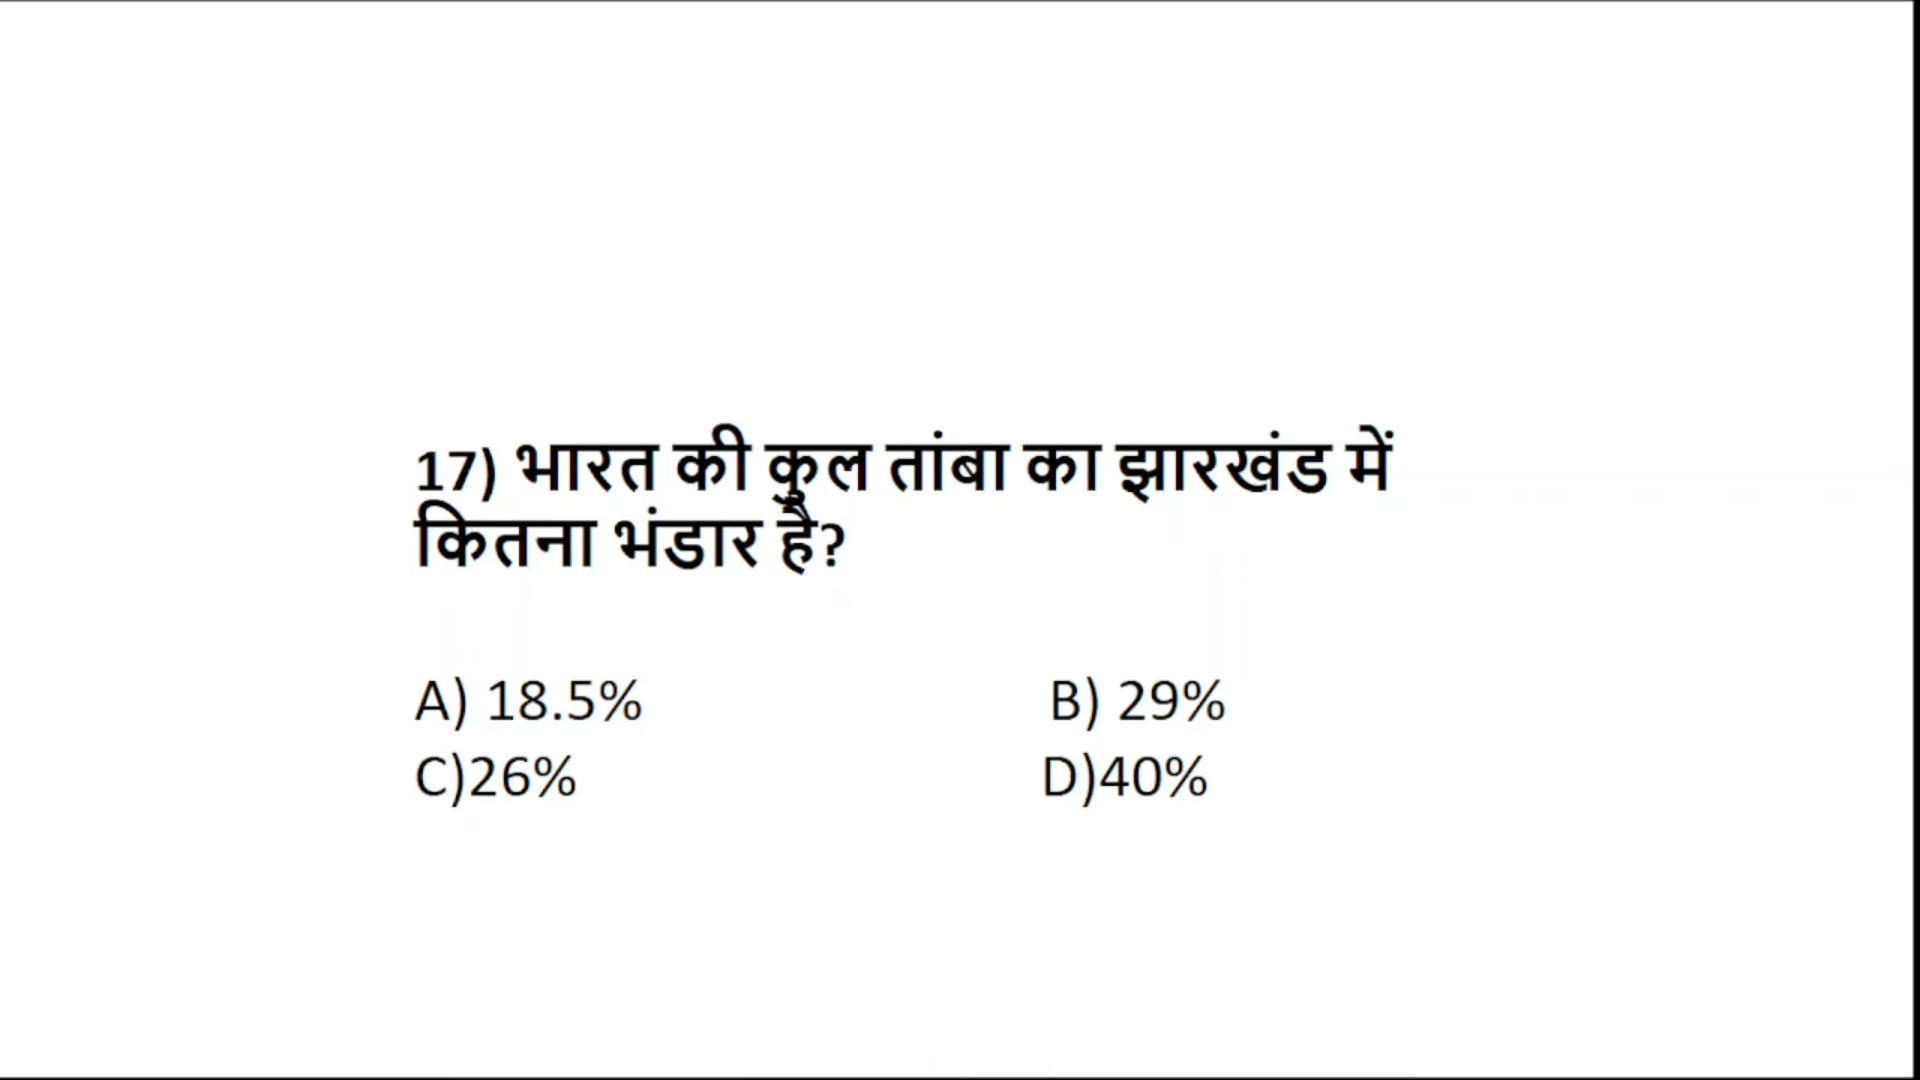 17) भारत की कुल तांबा का झारखंड में
कितना भंडार है?
A) 18.5% B) 29%
C)26% D)40%